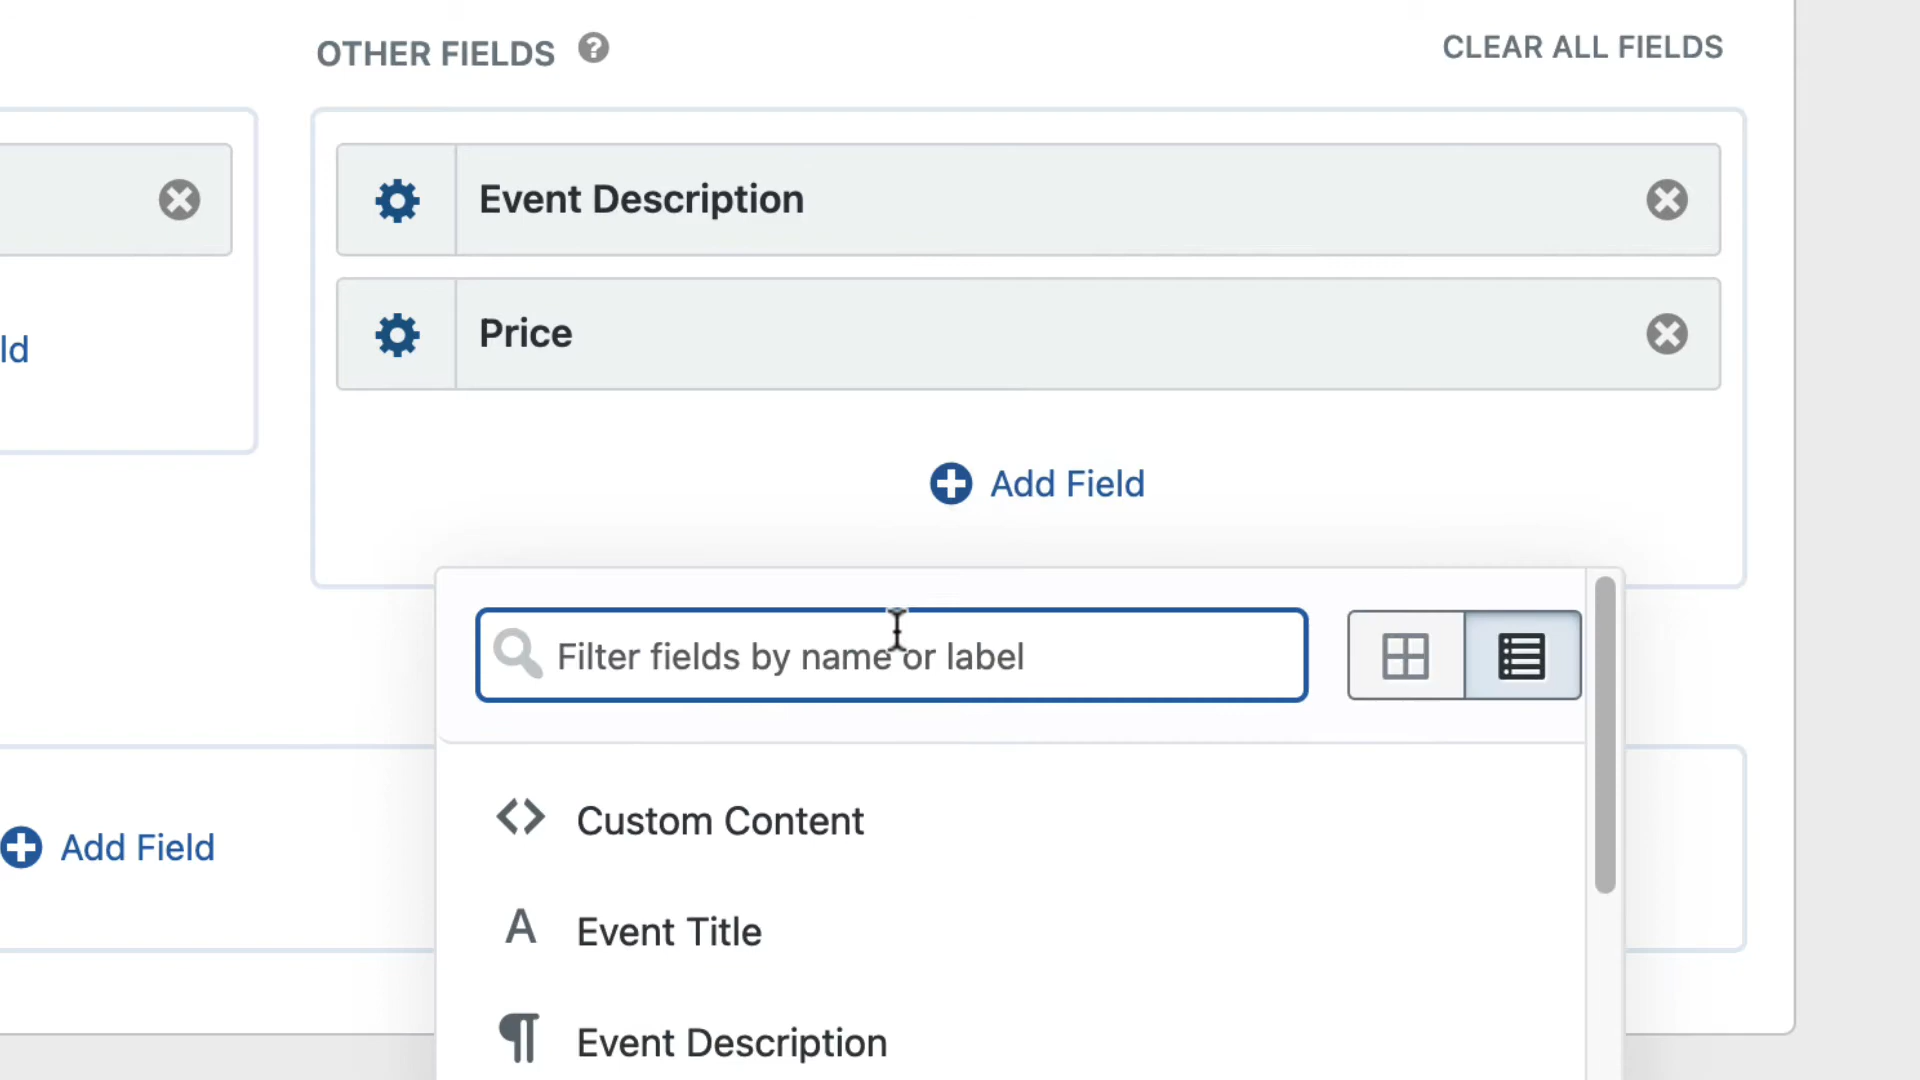 OTHER FIELDS ?
CLEAR ALL FIELDS
Event Description
Price
ld
Add Field
Filter fields by name or label
Custom Content
Add Field
A Event Title
¶ Event Description